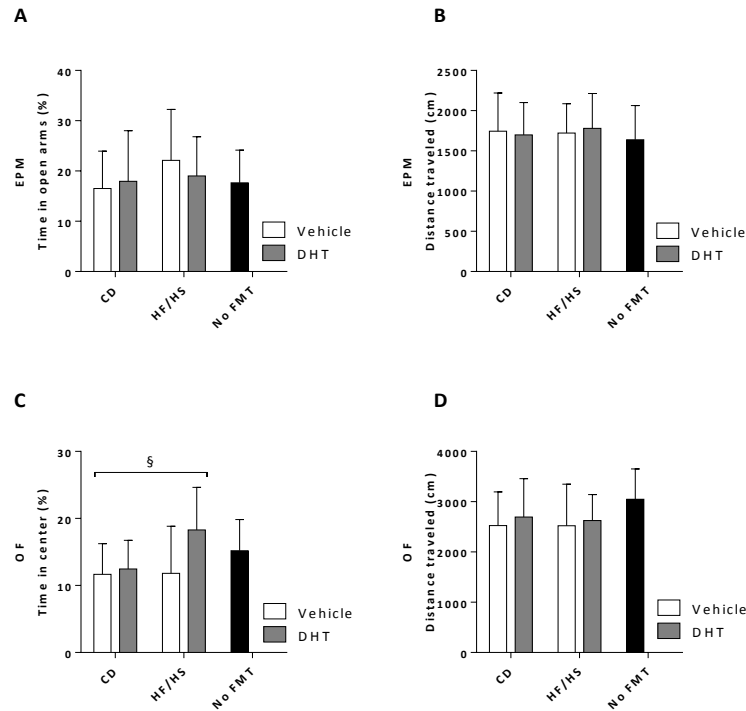 A
EPM
Time in open arms (%)
40
30
20
10
0
CD
HF/HS
No FMT
Vehicle
DHT
B
EPM
Distance traveled (cm)
2500
2000
1500
1000
500
0
CD
HF/HS
No FMT
Vehicle
DHT
C
OF
Time in center (%)
30
20
10
0
§
CD
HF/HS
No FMT
Vehicle
DHT
D
OF
Distance traveled (cm)
4000
3000
2000
1000
0
CD
HF/HS
No FMT
Vehicle
DHT